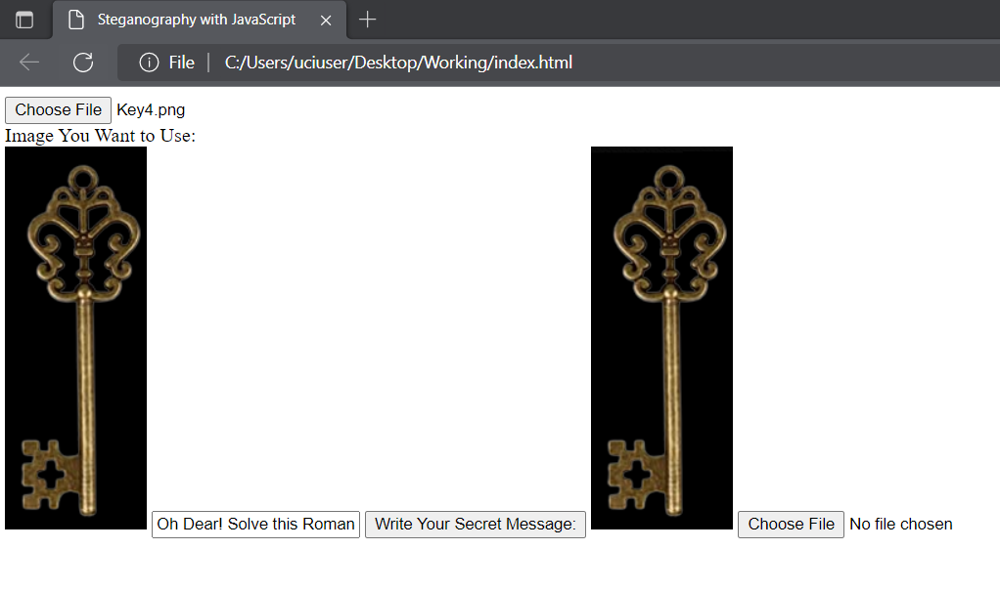 Steganography with JavaScript
File C:/Users/uciuser/Desktop/Working/index.html
Choose File Key4.png
Image You Want to Use:
Oh Dear! Solve this Roman Write Your Secret Message: Choose File No file chosen